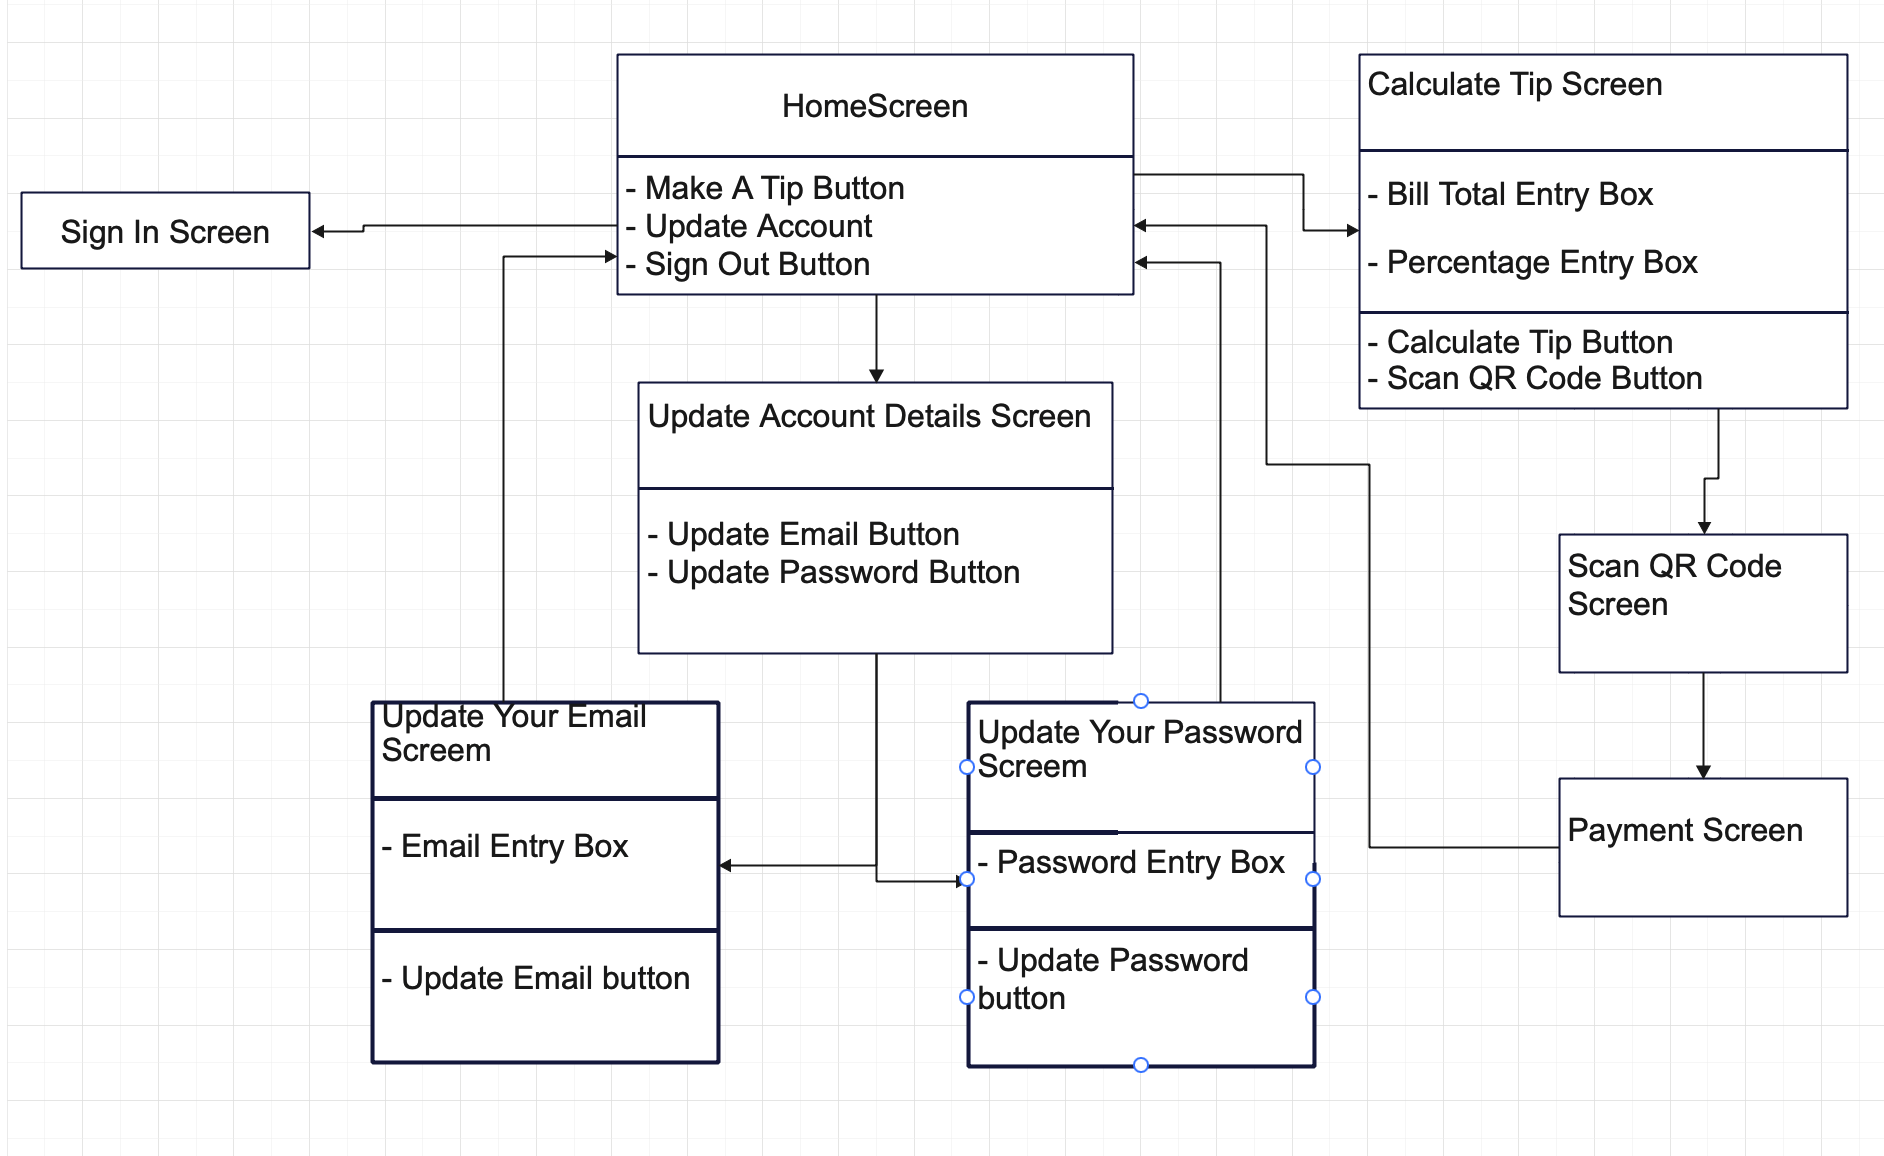 HomeScreen
- Make A Tip Button
- Update Account
- Sign Out Button
Calculate Tip Screen
- Bill Total Entry Box
- Percentage Entry Box
- Calculate Tip Button
- Scan QR Code Button
Sign In Screen
Update Account Details Screen
- Update Email Button
- Update Password Button
Scan QR Code
Screen
Update Your Email
Screem
- Email Entry Box
- Update Email button
Update Your Password
Screem
- Password Entry Box
- Update Password
button
Payment Screen